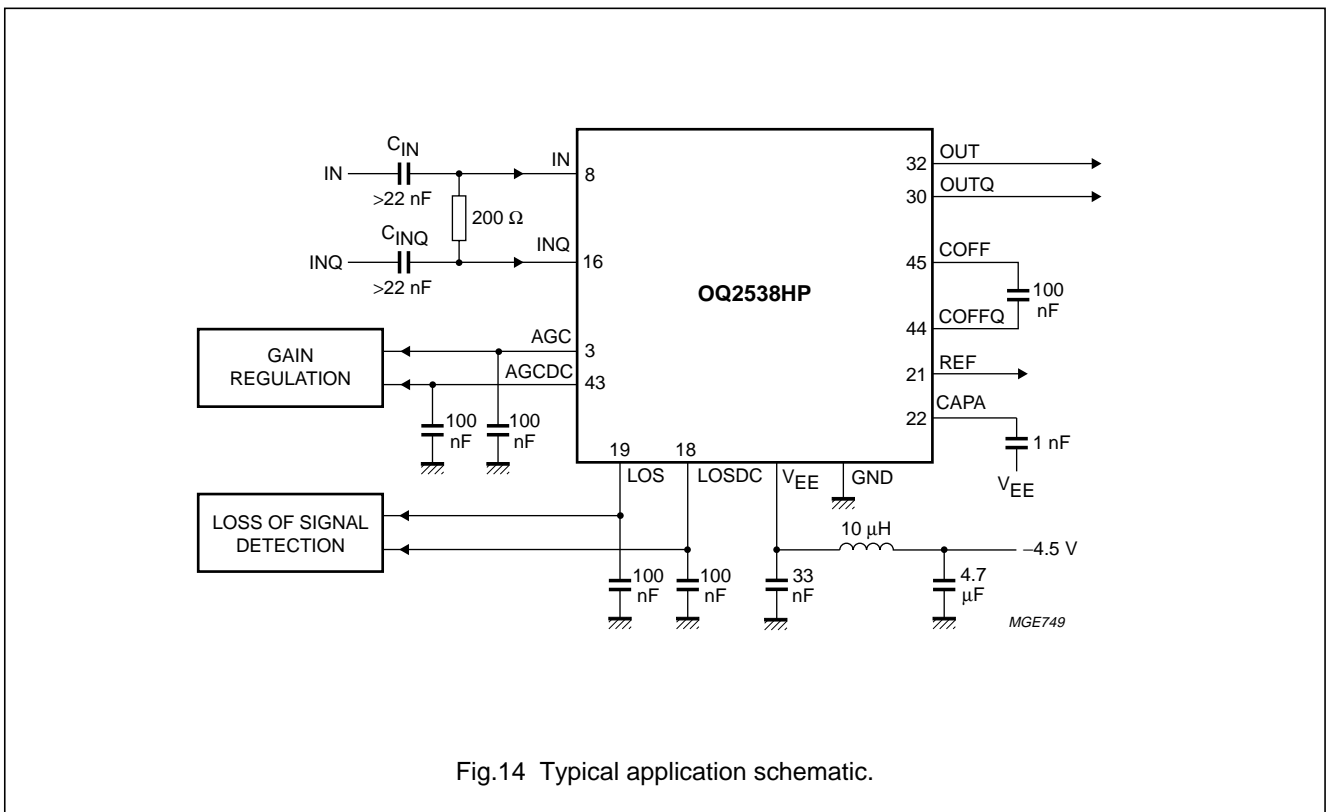 C_IN
IN
>22 nF
IN
8
200 Ω
C_INQ
INQ
>22 nF
INQ
16
OQ2538HP
32
OUT
30
OUTQ
45
COFF
100
nF
44
COFFQ
21
REF
22
CAPA
1 nF
V_EE
GAIN
REGULATION
AGC
3
AGCDC
43
100
nF
100
nF
19
LOS
18
LOSDC
V_EE
GND
LOSS OF SIGNAL
DETECTION
100
nF
100
nF
33
nF
10 μH
−4.5 V
4.7
μF
MGE749
Fig.14 Typical application schematic.